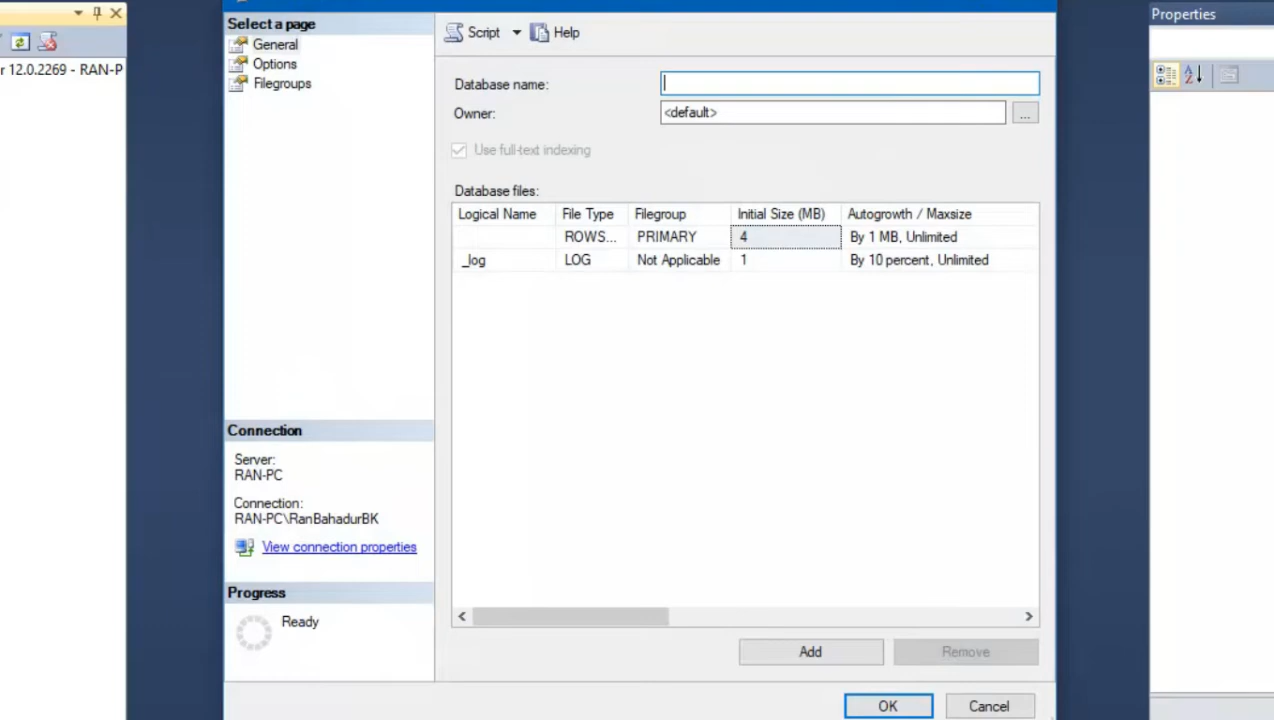 Select a page
General
Options
Filegroups
r 12.0.2269 - RAN-P
Connection
Server:
RAN-PC
Connection:
RAN-PC\RanBahadurBK
View connection properties
Progress
Ready
Script Help
Database name:
Owner: <default> ...
Use full-text indexing
Database files:
Logical Name File Type Filegroup Initial Size (MB) Autogrowth / Maxsize
ROWS... PRIMARY 4 By 1 MB, Unlimited
_log LOG Not Applicable 1 By 10 percent, Unlimited
Add Remove
OK Cancel
Properties